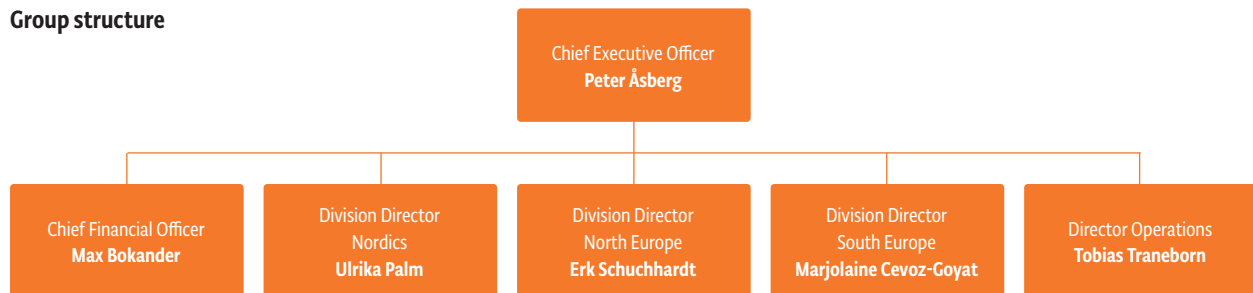 Group structure
Chief Executive Officer
Peter Åsberg
Chief Financial Officer
Max Bokander
Division Director
Nordics
Ulrika Palm
Division Director
North Europe
Erk Schuchhardt
Division Director
South Europe
Marjolaine Cevoz-Goyat
Director Operations
Tobias Traneborn